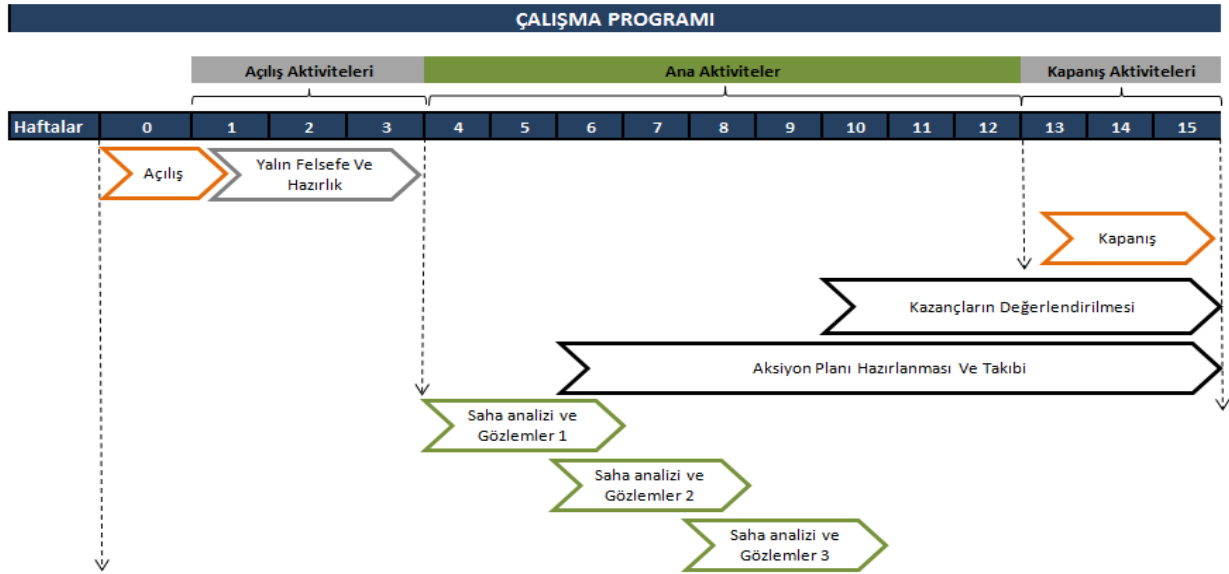 ÇALIŞMA PROGRAMI
Açılış Aktiviteleri Ana Aktiviteler Kapanış Aktiviteleri
Haftalar 0 1 2 3 4 5 6 7 8 9 10 11 12 13 14 15
Açılış
Yalın Felsefe Ve
Hazırlık
Kapanış
Kazançların Değerlendirilmesi
Aksiyon Planı Hazırlanması Ve Takibi
Saha analizi ve
Gözlemler 1
Saha analizi ve
Gözlemler 2
Saha analizi ve
Gözlemler 3